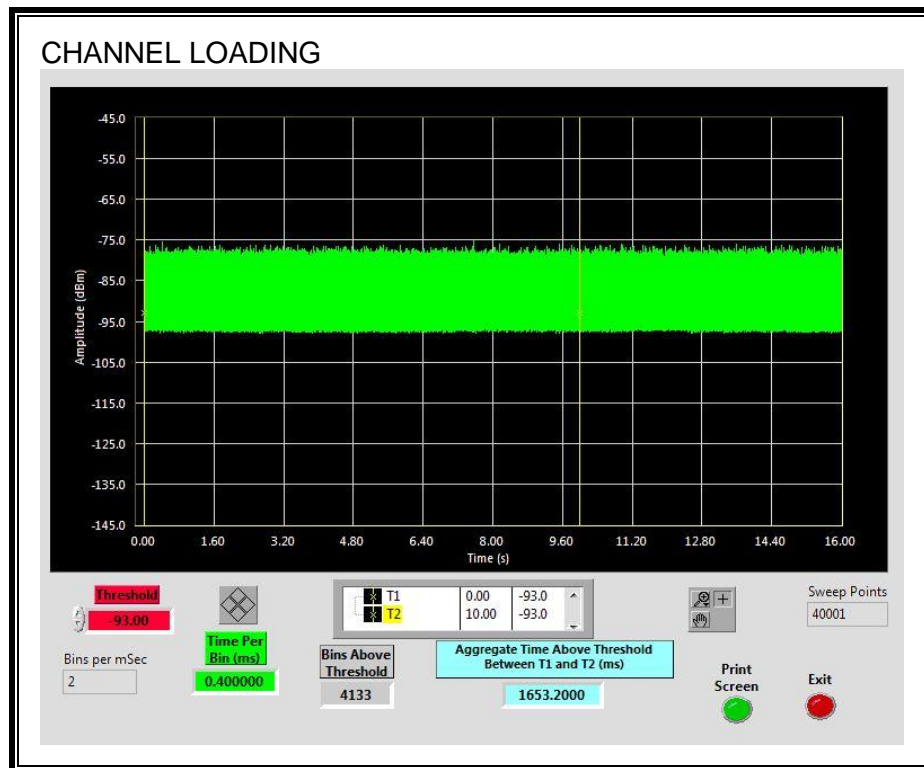 CHANNEL LOADING
Amplitude (dBm)
-45.0
-55.0
-65.0
-75.0
-85.0
-95.0
-105.0
-115.0
-125.0
-135.0
-145.0
0.00 1.60 3.20 4.80 6.40 8.00 9.60 11.20 12.80 14.40 16.00
Time (s)
Threshold
-93.00
Bins per mSec
2
Time Per
Bin (ms)
0.400000
T1 0.00 -93.0
T2 10.00 -93.0
Bins Above
Threshold
4133
Aggregate Time Above Threshold
Between T1 and T2 (ms)
1653.2000
Sweep Points
40001
Print
Screen
Exit